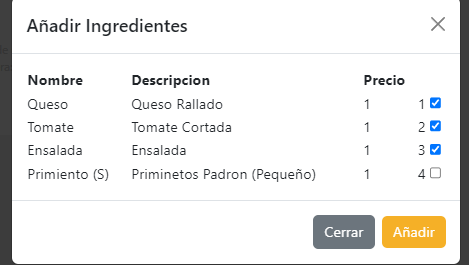 Añadir Ingredientes
Nombre Descripcion Precio
Queso Queso Rallado 1 1
Tomate Tomate Cortada 1 2
Ensalada Ensalada 1 3
Primiento (S) Priminetos Padron (Pequeño) 1 4
Cerrar Añadir